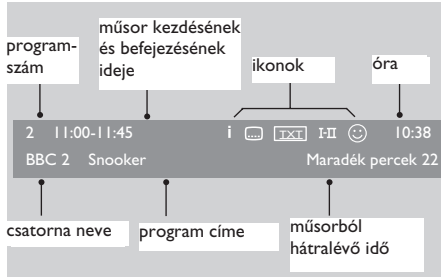 program-
szám
műsor kezdésének
és befejezésének
ideje
ikonok
óra
2 11:00-11:45 i TXT I-II 10:38
BBC 2 Snooker Maradék percek 22
csatorna neve
program címe
műsorból
hátralévő idő